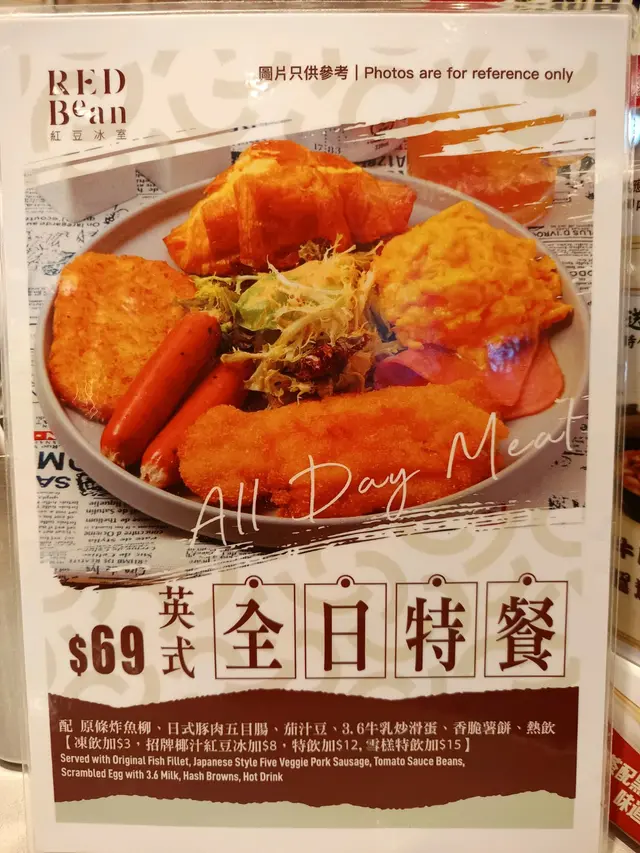 RED
Bean
紅豆冰室
圖片只供參考 | Photos are for reference only
All Day Meat
$69
英式
全日特餐
配 原條炸魚柳、日式豚肉五目腸、茄汁豆、3.6牛乳炒滑蛋、香脆薯餅、熱飲
【 凍飲加$3，招牌椰汁紅豆冰加$8，特飲加$12, 雪糕特飲加$15 】
Served with Original Fish Fillet, Japanese Style Five Veggie Pork Sausage, Tomato Sauce Beans,
Scrambled Egg with 3.6 Milk, Hash Browns, Hot Drink